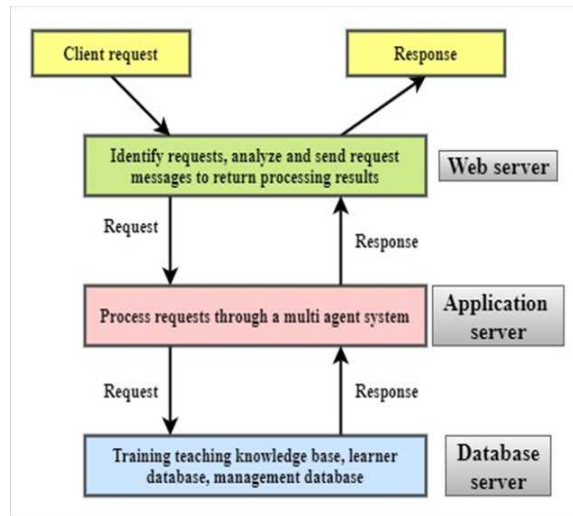 Client request
Response
Identify requests, analyze and send request
messages to return processing results
Web server
Request
Response
Process requests through a multi agent system
Application
server
Request
Response
Training teaching knowledge base, learner
database, management database
Database
server